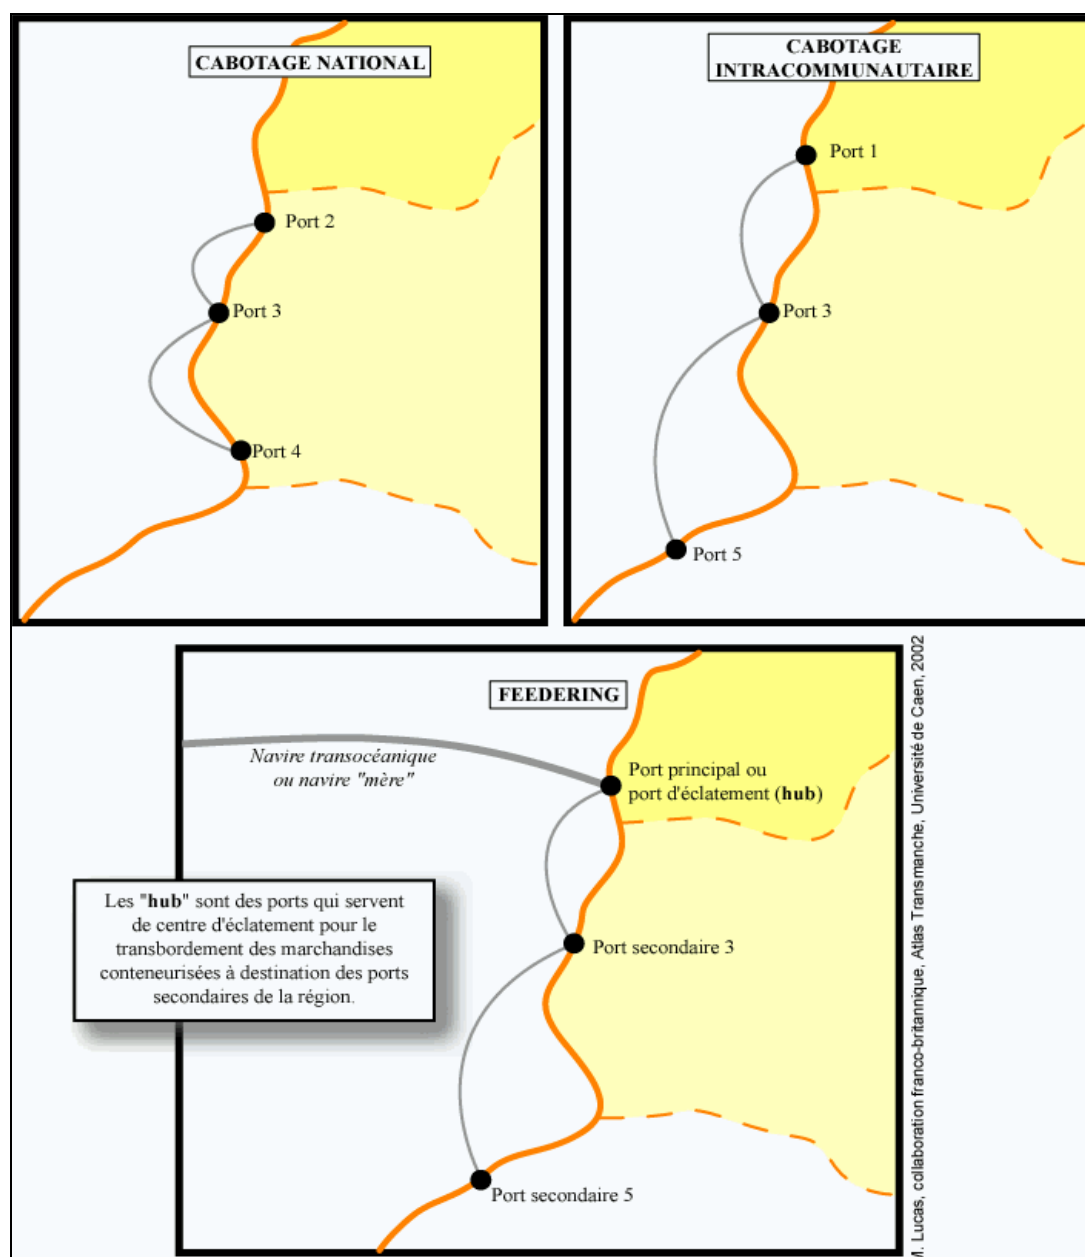 CABOTAGE NATIONAL
Port 2
Port 3
Port 4
CABOTAGE
INTRACOMMUNAUTAIRE
Port 1
Port 3
Port 5
FEEDERING
Navire transocéanique
ou navire "mère"
Port principal ou
port d'éclatement (hub)
Les "hub" sont des ports qui servent
de centre d'éclatement pour le
transbordement des marchandises
conteneurisées à destination des ports
secondaires de la région.
Port secondaire 3
Port secondaire 5
M. Lucas, collaboration franco-britannique, Atlas Transmanche, Université de Caen, 2002